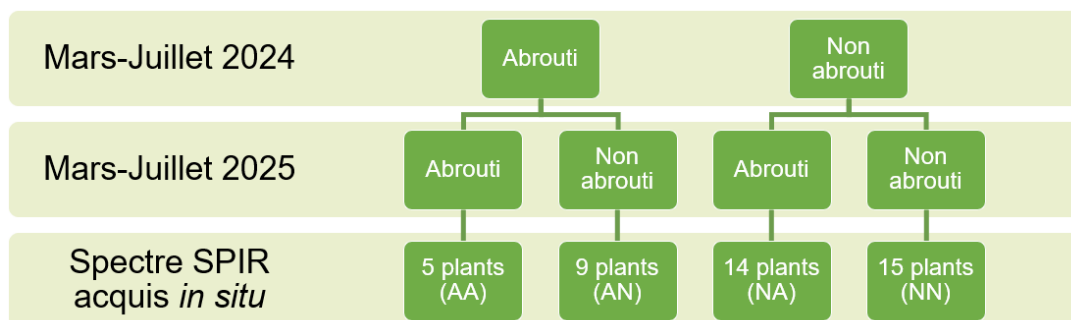 Mars-Juillet 2024
Abrouti
Non
abrouti
Mars-Juillet 2025
Abrouti
Non
abrouti
Abrouti
Non
abrouti
Spectre SPIR
acquis in situ
5 plants
(AA)
9 plants
(AN)
14 plants
(NA)
15 plants
(NN)